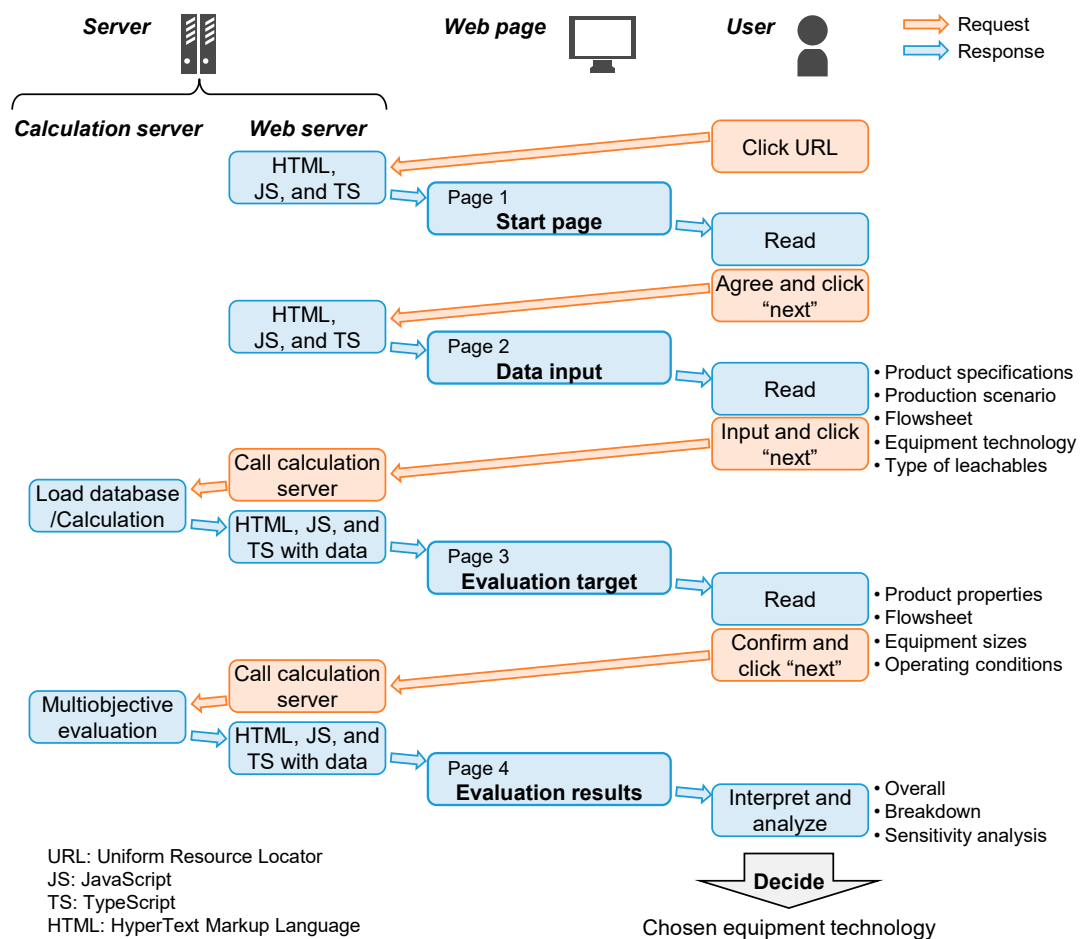 Server
Web page
User
Request
Response
Calculation server
Web server
Click URL
HTML,
JS, and TS
Page 1
Start page
Read
Agree and click
“next”
HTML,
JS, and TS
Page 2
Data input
Read
• Product specifications
• Production scenario
• Flowsheet
• Equipment technology
• Type of leachables
Input and click
“next”
Call calculation
server
Load database
/Calculation
HTML, JS, and
TS with data
Page 3
Evaluation target
Read
• Product properties
• Flowsheet
• Equipment sizes
• Operating conditions
Confirm and
click “next”
Call calculation
server
Multiobjective
evaluation
HTML, JS, and
TS with data
Page 4
Evaluation results
Interpret and
analyze
• Overall
• Breakdown
• Sensitivity analysis
URL: Uniform Resource Locator
JS: JavaScript
TS: TypeScript
HTML: HyperText Markup Language
Decide
Chosen equipment technology